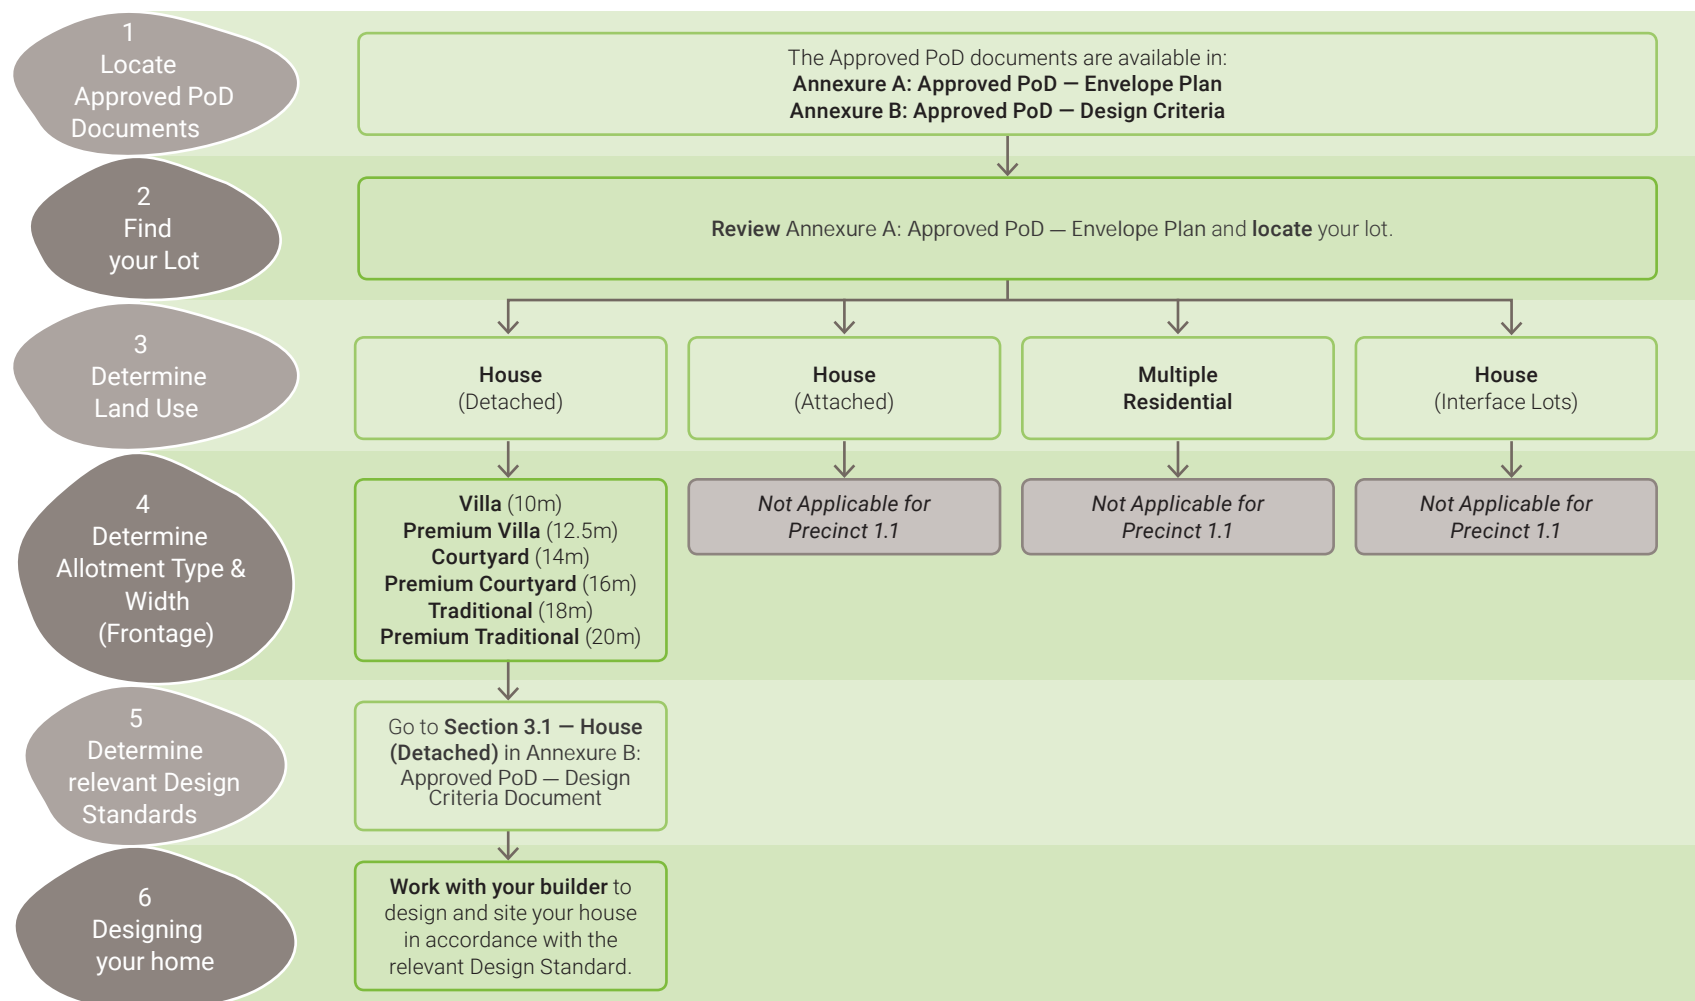 1
Locate
Approved PoD
Documents
The Approved PoD documents are available in:
Annexure A: Approved PoD — Envelope Plan
Annexure B: Approved PoD — Design Criteria
2
Find
your Lot
Review Annexure A: Approved PoD — Envelope Plan and locate your lot.
3
Determine
Land Use
House
(Detached)
House
(Attached)
Multiple
Residential
House
(Interface Lots)
4
Determine
Allotment Type &
Width
(Frontage)
Villa (10m)
Premium Villa (12.5m)
Courtyard (14m)
Premium Courtyard (16m)
Traditional (18m)
Premium Traditional (20m)
Not Applicable for
Precinct 1.1
Not Applicable for
Precinct 1.1
Not Applicable for
Precinct 1.1
5
Determine
relevant Design
Standards
Go to Section 3.1 — House
(Detached) in Annexure B:
Approved PoD — Design
Criteria Document
6
Designing
your home
Work with your builder to
design and site your house
in accordance with the
relevant Design Standard.